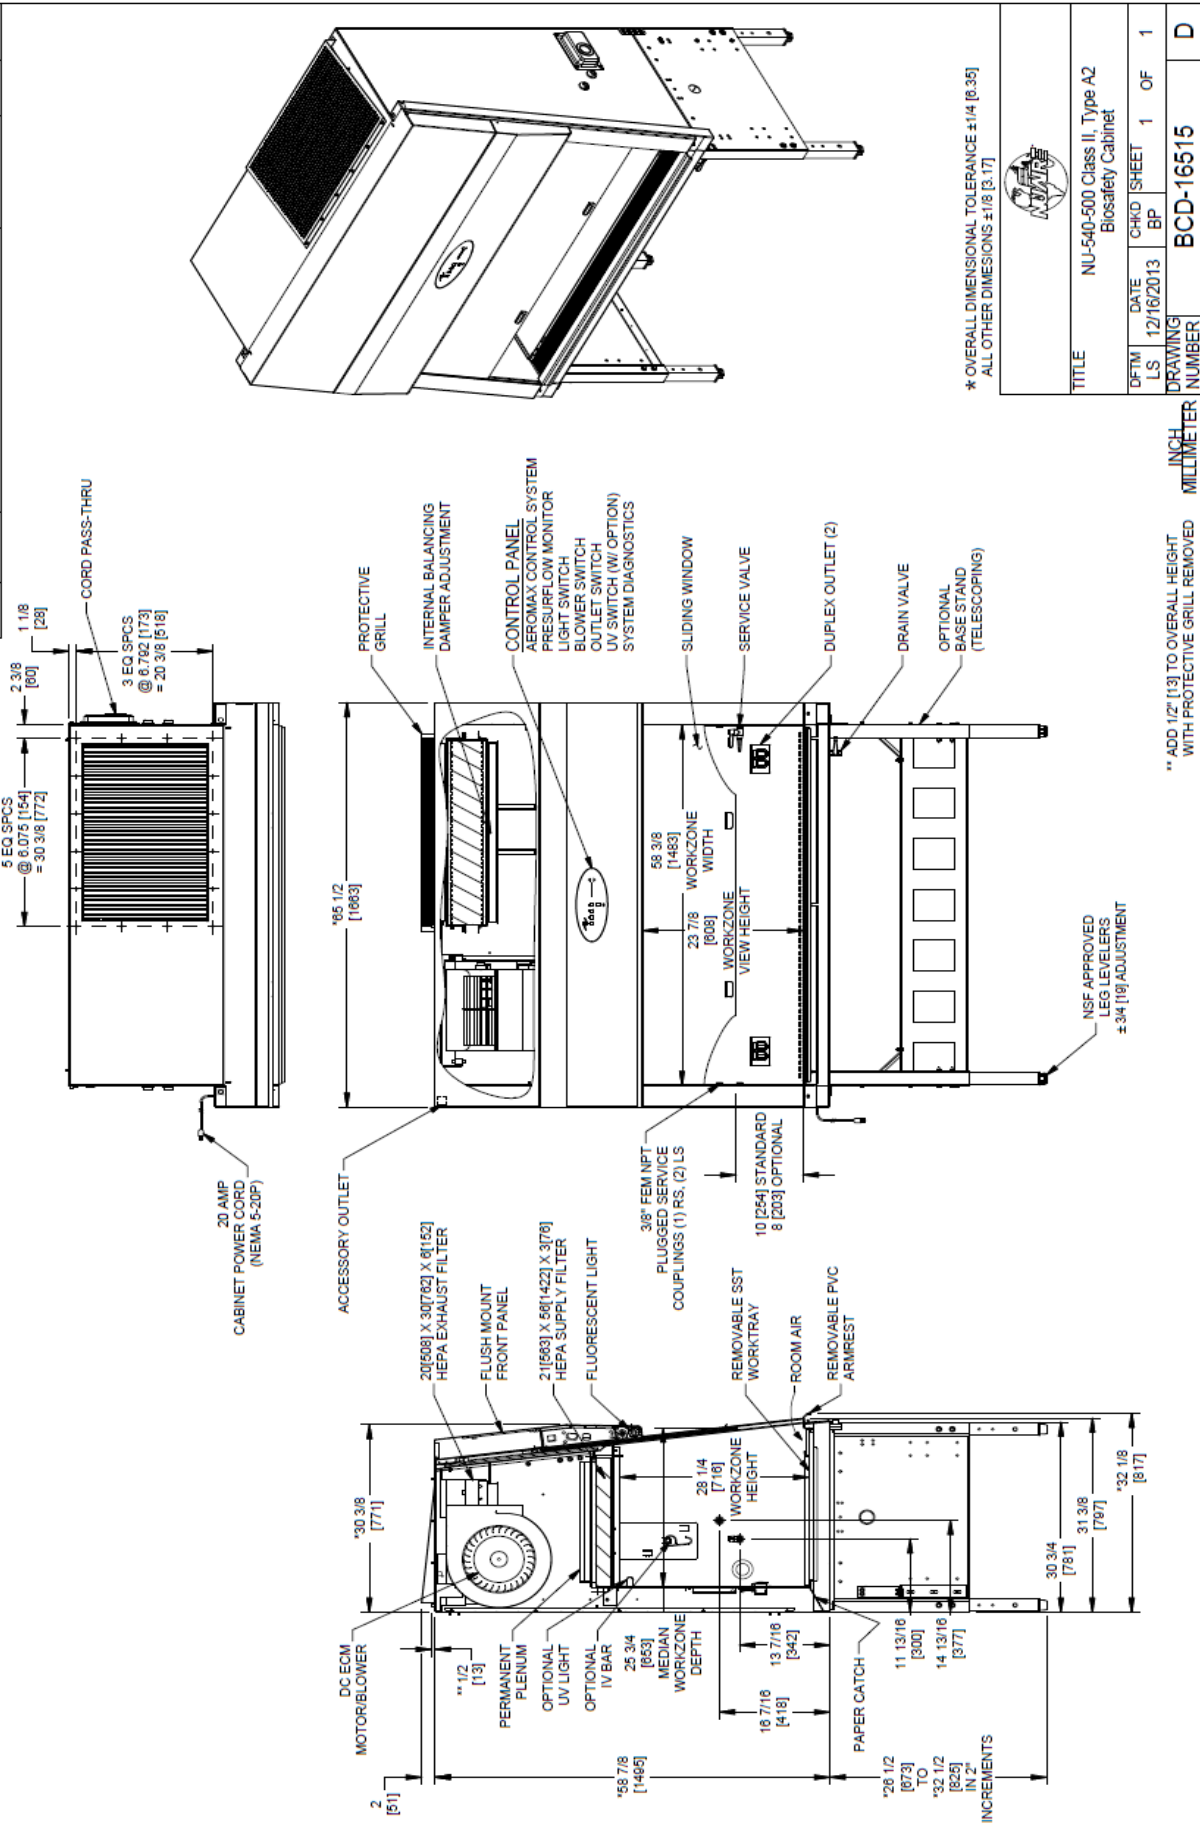 5 EQ SPCS
@ 6.075 [154]
= 30 3/8 [772]
2 3/8
[60]
1 1/8
[28]
3 EQ SPCS
@ 6.792 [173]
= 20 3/8 [518]
CORD PASS-THRU
20 AMP
CABINET POWER CORD
(NEMA 5-20P)
*65 1/2
[1663]
ACCESSORY OUTLET
PROTECTIVE
GRILL
INTERNAL BALANCING
DAMPER ADJUSTMENT
CONTROL PANEL
AEROMAX CONTROL SYSTEM
PRESURFLOW MONITOR
LIGHT SWITCH
BLOWER SWITCH
OUTLET SWITCH
UV SWITCH (W/ OPTION)
SYSTEM DIAGNOSTICS
SLIDING WINDOW
SERVICE VALVE
DUPLEX OUTLET (2)
DRAIN VALVE
OPTIONAL
BASE STAND
(TELESCOPING)
58 3/8
[1483]
WORKZONE
WIDTH
23 7/8
[608]
WORKZONE
VIEW HEIGHT
3/8" FEM NPT
PLUGGED SERVICE
COUPLINGS (1) RS, (2) LS
10 [254] STANDARD
8 [203] OPTIONAL
NSF APPROVED
LEG LEVELERS
± 3/4 [19] ADJUSTMENT
20[508] X 30[762] X 6[152]
HEPA EXHAUST FILTER
FLUSH MOUNT
FRONT PANEL
21[563] X 56[1422] X 3[76]
HEPA SUPPLY FILTER
FLUORESCENT LIGHT
REMOVABLE SST
WORKTRAY
ROOM AIR
REMOVABLE PVC
ARMREST
*30 3/8
[771]
28 1/4
[716]
WORKZONE
HEIGHT
DC ECM
MOTOR/BLOWER
2
[51]
** 1/2
[13]
PERMANENT
PLENUM
OPTIONAL
UV LIGHT
OPTIONAL
IV BAR
25 3/4
[653]
MEDIAN
WORKZONE
DEPTH
*58 7/8
[1495]
16 7/16
[418]
13 7/16
[342]
PAPER CATCH
11 13/16
[300]
14 13/16
[377]
30 3/4
[781]
31 3/8
[797]
*32 1/8
[817]
*26 1/2
[673]
TO
*32 1/2
[825]
IN 2"
INCREMENTS
* OVERALL DIMENSIONAL TOLERANCE ±1/4 [6.35]
ALL OTHER DIMESIONS ±1/8 [3.17]
** ADD 1/2" [13] TO OVERALL HEIGHT
WITH PROTECTIVE GRILL REMOVED
INCH
MILLIMETER
NUAIRE
TITLE
NU-540-500 Class II, Type A2
Biosafety Cabinet
DFTM
LS
DATE
12/16/2013
CHKD
BP
SHEET 1 OF 1
DRAWING
NUMBER
BCD-16515
D